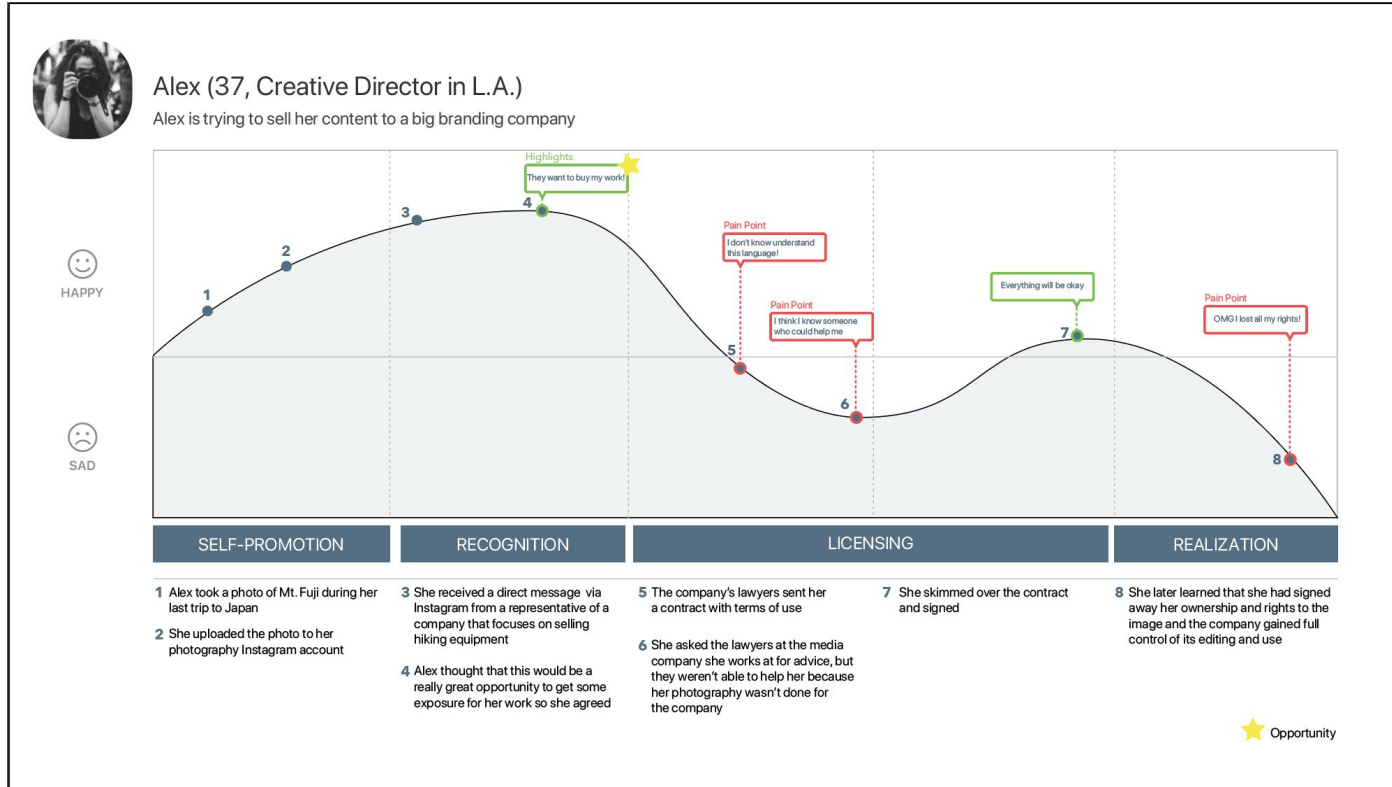 Alex (37, Creative Director in L.A.)
Alex is trying to sell her content to a big branding company
HAPPY
SAD
1
2
3
Highlights
They want to buy my work!
4
Pain Point
I don't know understand
this language!
5
Pain Point
I think I know someone
who could help me
6
Everything will be okay
7
Pain Point
OMG I lost all my rights!
8
SELF-PROMOTION
RECOGNITION
LICENSING
REALIZATION
1 Alex took a photo of Mt. Fuji during her
last trip to Japan
2 She uploaded the photo to her
photography Instagram account
3 She received a direct message via
Instagram from a representative of a
company that focuses on selling
hiking equipment
4 Alex thought that this would be a
really great opportunity to get some
exposure for her work so she agreed
5 The company's lawyers sent her
a contract with terms of use
6 She asked the lawyers at the media
company she works at for advice, but
they weren't able to help her because
her photography wasn't done for
the company
7 She skimmed over the contract
and signed
8 She later learned that she had signed
away her ownership and rights to the
image and the company gained full
control of its editing and use
Opportunity